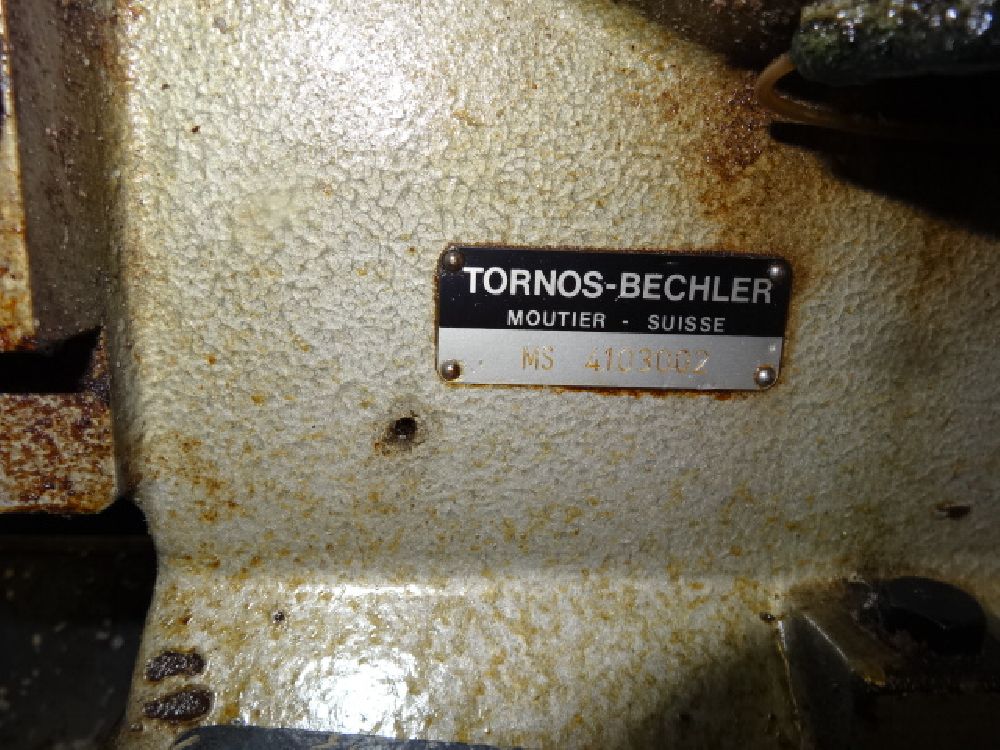 TORNOS-BECHLER
MOUTIER - SUISSE
MS 4103002